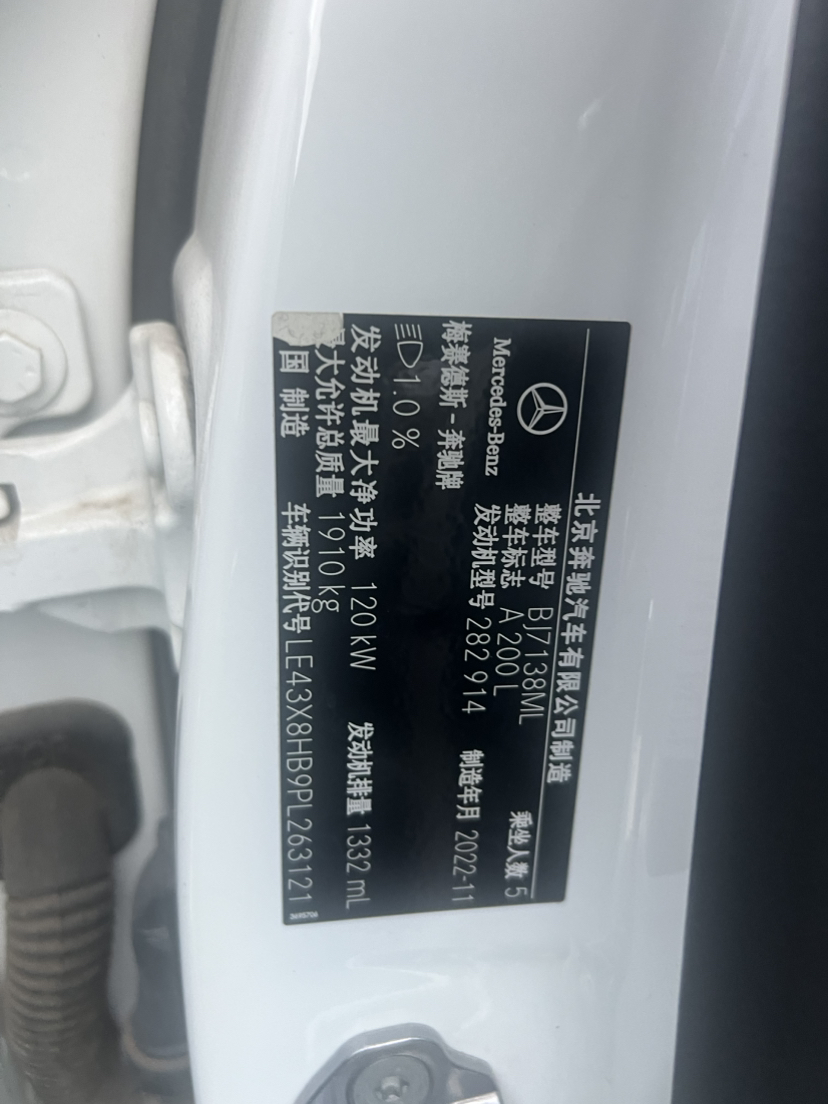 北京奔驰汽车有限公司制造
Mercedes-Benz
梅赛德斯-奔驰牌
整车型号 BJ7138ML 乘坐人数 5
整车标志 A 200 L
发动机型号 282 914 制造年月 2022-11
1.0 %
发动机最大净功率 120 kW 发动机排量 1332 mL
大允许总质量 1910 kg
国 制造 车辆识别代号 LE43X8HB9PL263121
3695706